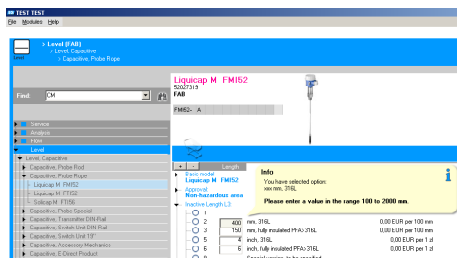 TEST TEST
File Modules Help
> Level (FAB)
> Level, Capacitive
> Capacitive, Probe Rope
Level
Find: CM
Liquicap M FMI52
52027319
FAB
FMI52- A
Service
Analysis
Flow
Level
Level, Capacitive
Capacitive, Probe Rod
Capacitive, Probe Rope
Liquicap M FMI52
Liquicap M FTI52
Solicap M FTI56
Capacitive, Probe Special
Capacitive, Transmitter DIN-Rail
Capacitive, Switch Unit DIN-Rail
Capacitive, Switch Unit 19"
Capacitive, Accessory Mechanics
Capacitive, E-Direct Product
+ - Length
Basic model
Liquicap M FMI52
Approval
Non-hazardous area
Inactive Length L3:
1
2 400 mm, 316L 0,00 EUR per 100 mm
3 150 mm, fully insulated PFA>316L 0,00 EUR per 100 mm
5 4 inch, 316L 0,00 EUR per 1 zl
6 6 inch, fully insulated PFA>316L 0,00 EUR per 1 zl
Info
You have selected option:
xxx mm, 316L
Please enter a value in the range 100 to 2000 mm.